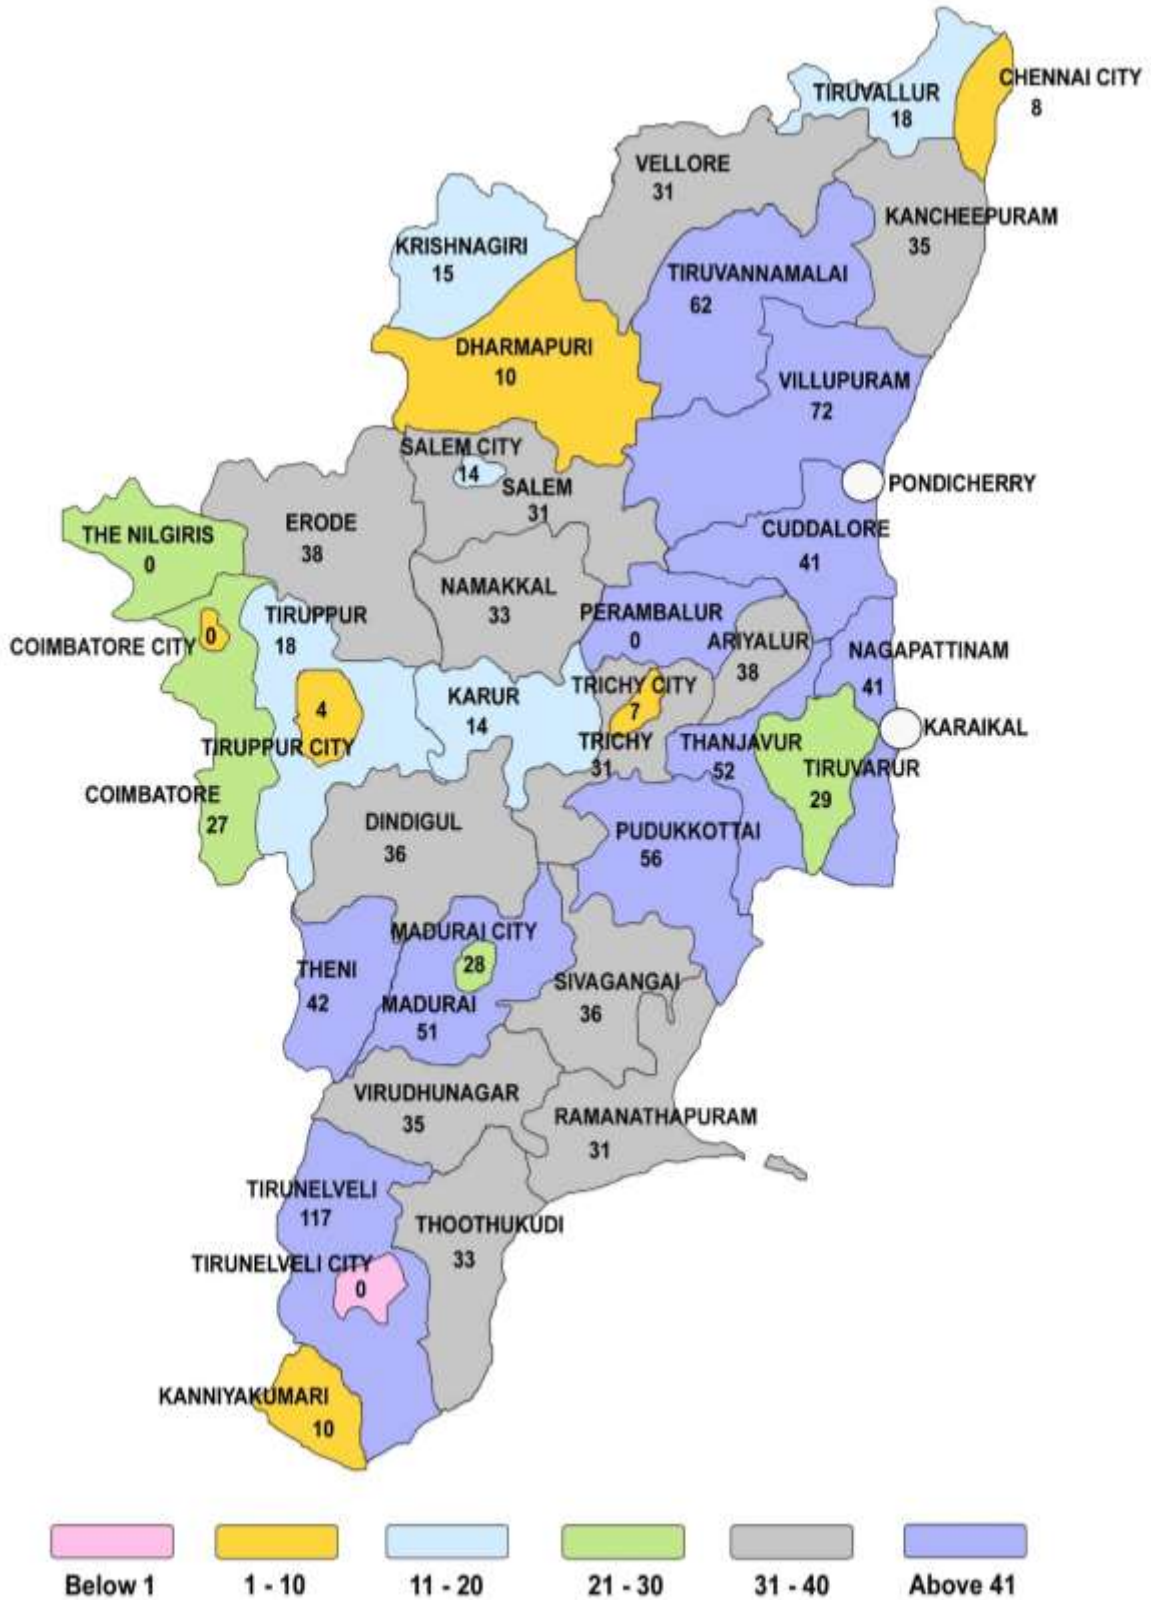 CHENNAI CITY
8
TIRUVALLUR
18
VELLORE
31
KANCHEEPURAM
35
KRISHNAGIRI
15
TIRUVANNAMALAI
62
DHARMAPURI
10
VILLUPURAM
72
SALEM CITY
14
SALEM
31
PONDICHERRY
THE NILGIRIS
0
ERODE
38
CUDDALORE
41
NAMAKKAL
33
TIRUPPUR
18
PERAMBALUR
0
ARIYALUR
38
COIMBATORE CITY
0
NAGAPATTINAM
41
KARUR
14
TRICHY CITY
7
4
TIRUPPUR CITY
TRICHY
31
THANJAVUR
52
KARAIKAL
TIRUVARUR
29
COIMBATORE
27
DINDIGUL
36
PUDUKKOTTAI
56
MADURAI CITY
28
THENI
42
MADURAI
51
SIVAGANGAI
36
VIRUDHUNAGAR
35
RAMANATHAPURAM
31
TIRUNELVELI
117
THOOTHUKUDI
33
TIRUNELVELI CITY
0
KANNIYAKUMARI
10
Below 1
1 - 10
11 - 20
21 - 30
31 - 40
Above 41